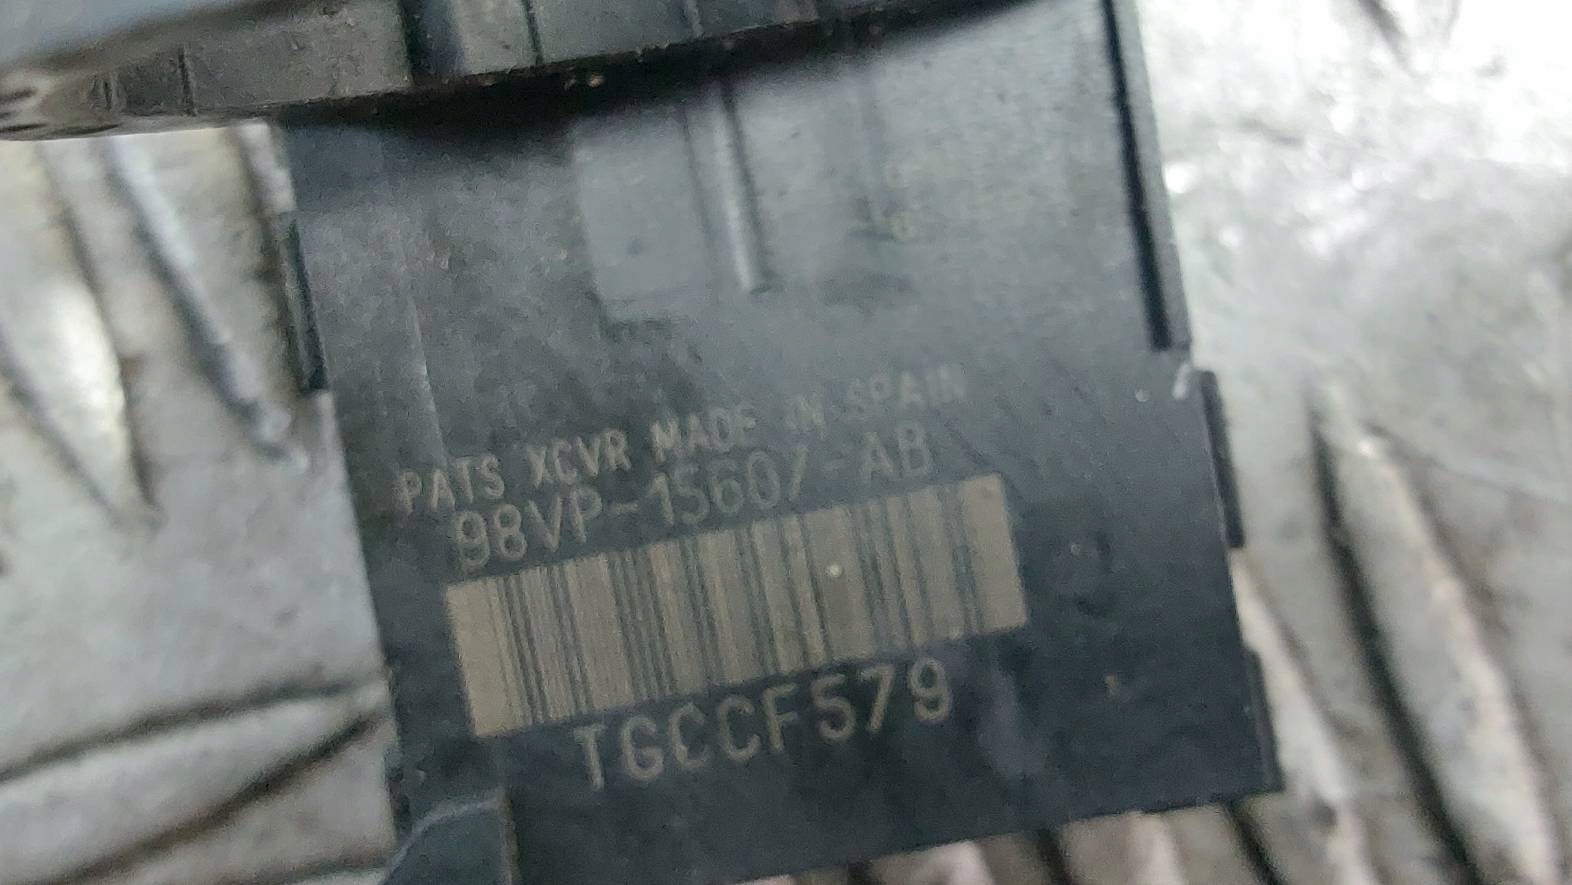 PATS XCVR MADE IN SPAIN
98VP-15607-AB
TGCCF579